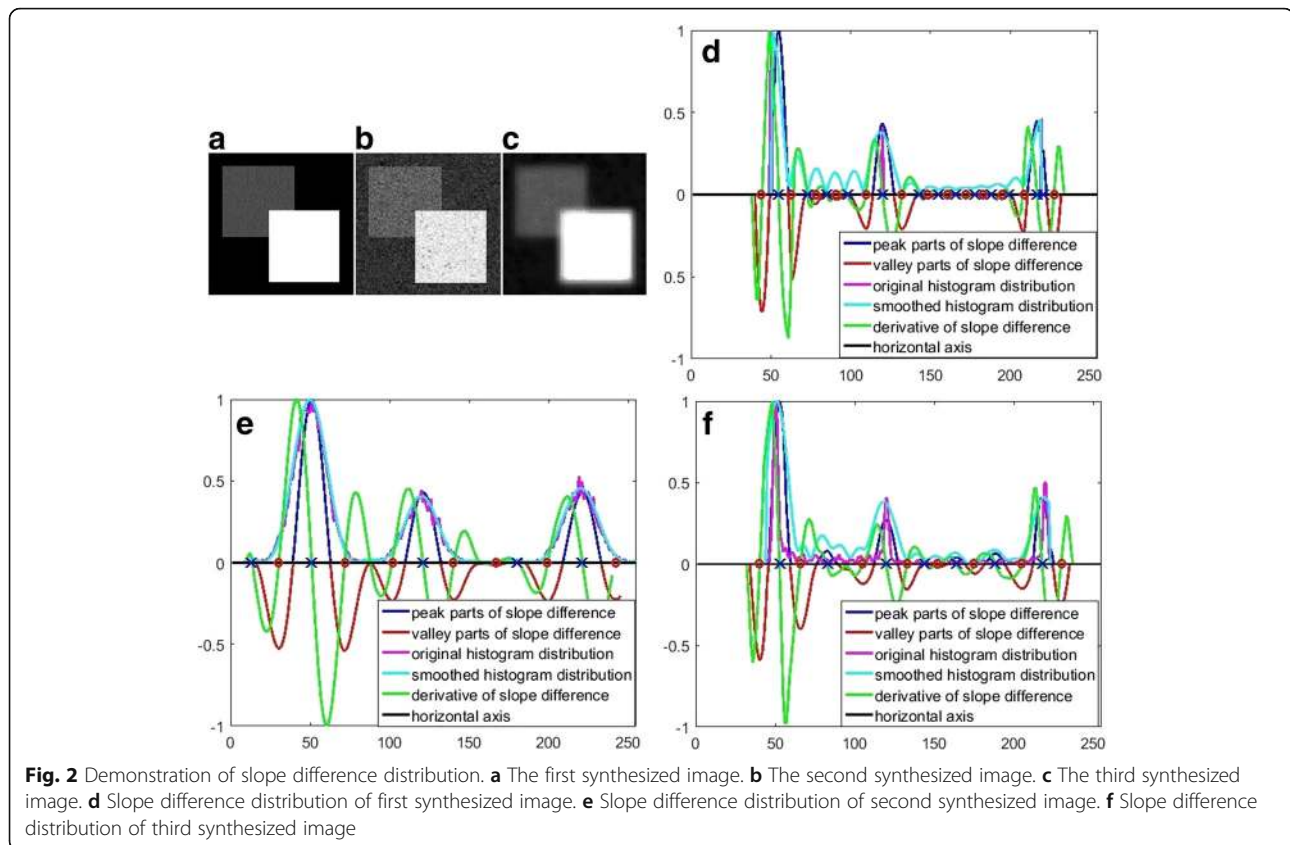 a
b
c
d
1
0.5
0
0.5
-1
0 50 100 150 200 250
peak parts of slope difference
valley parts of slope difference
original histogram distribution
smoothed histogram distribution
derivative of slope difference
horizontal axis
e
1
0.5
0
-0.5
-1
0 50 100 150 200 250
peak parts of slope difference
valley parts of slope difference
original histogram distribution
smoothed histogram distribution
derivative of slope difference
horizontal axis
f
1
0.5
0
-0.5
-1
0 50 100 150 200 250
peak parts of slope difference
valley parts of slope difference
original histogram distribution
smoothed histogram distribution
derivative of slope difference
horizontal axis
Fig. 2 Demonstration of slope difference distribution. a The first synthesized image. b The second synthesized image. c The third synthesized
image. d Slope difference distribution of first synthesized image. e Slope difference distribution of second synthesized image. f Slope difference
distribution of third synthesized image